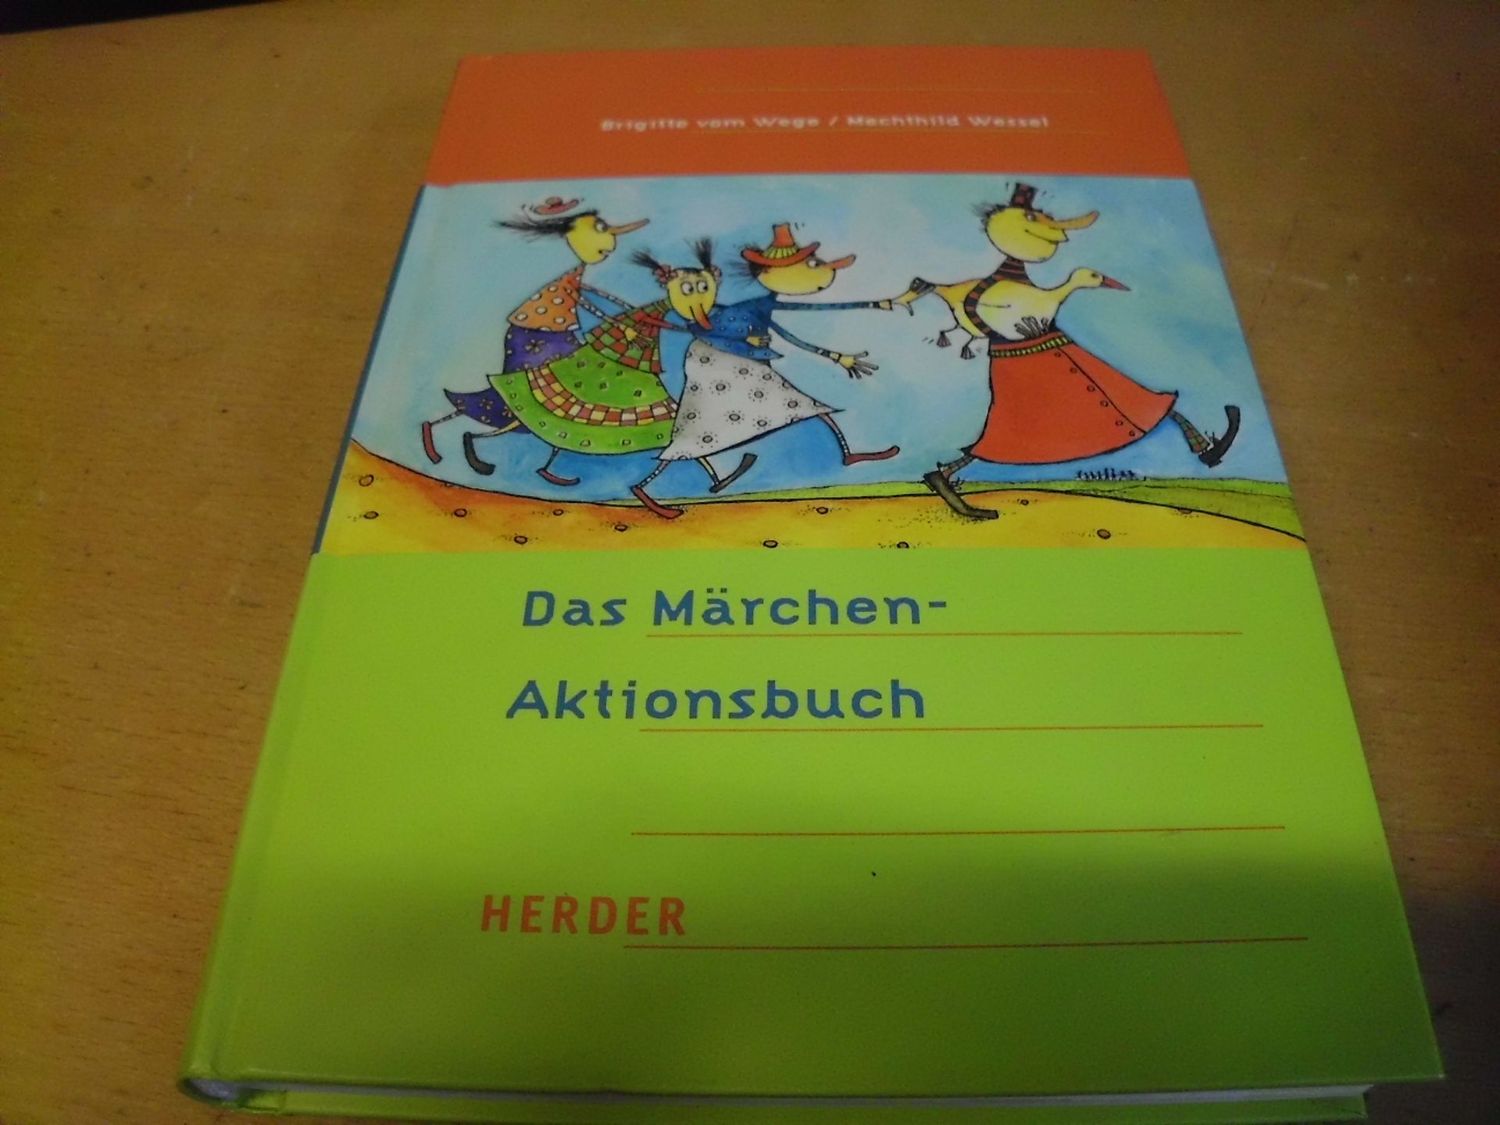 Brigitte vom Wege / Mechthild Wessel
Das Märchen-
Aktionsbuch
HERDER